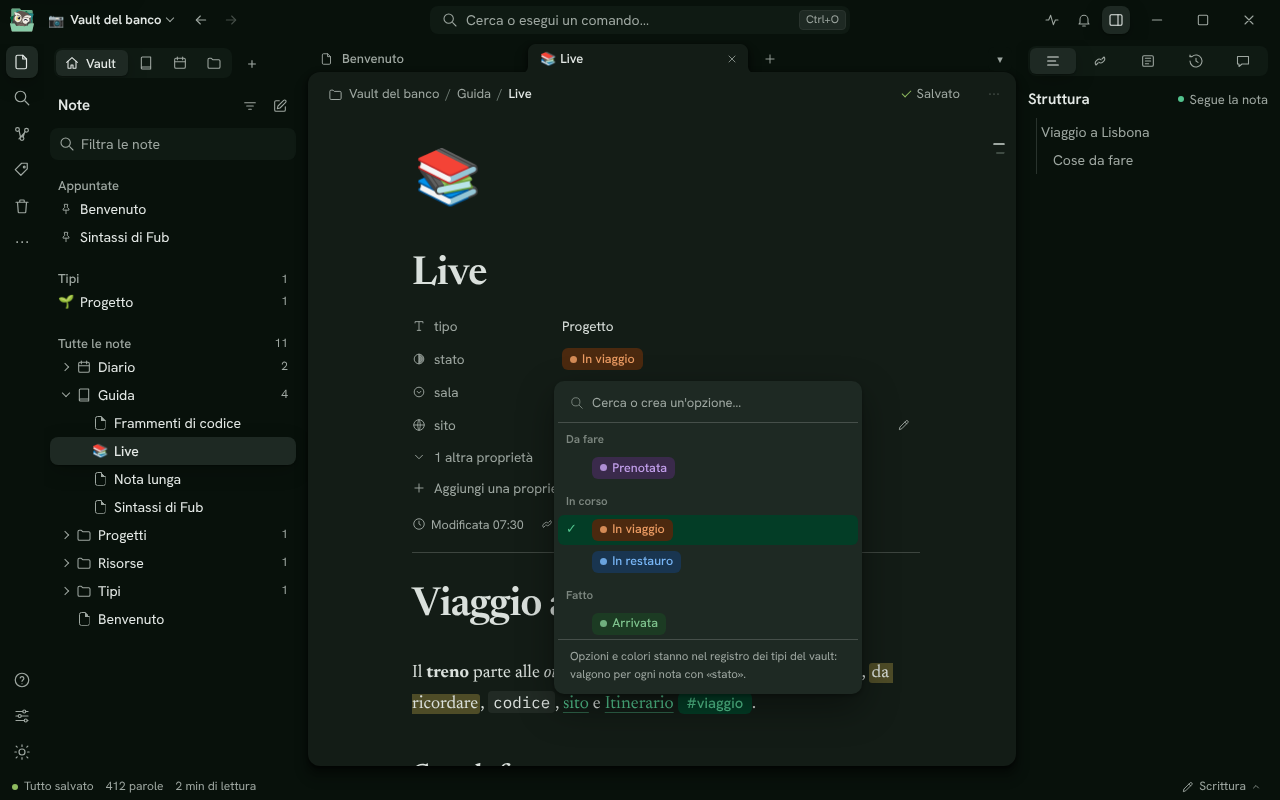 Vault del banco
Cerca o esegui un comando...
Ctrl+O
Vault
Note
Filtra le note
Appuntate
Benvenuto
Sintassi di Fub
Tipi 1
Progetto 1
Tutte le note 11
Diario 2
Guida 4
Frammenti di codice
Live
Nota lunga
Sintassi di Fub
Progetti 1
Risorse 1
Tipi 1
Benvenuto
Tutto salvato 412 parole 2 min di lettura
Benvenuto
Live
Vault del banco / Guida / Live
Salvato
Live
tipo Progetto
stato In viaggio
sala
sito
1 altra proprietà
Aggiungi una proprie
Modificata 07:30
Cerca o crea un'opzione...
Da fare
Prenotata
In corso
In viaggio
In restauro
Fatto
Arrivata
Opzioni e colori stanno nel registro dei tipi del vault:
valgono per ogni nota con «stato».
Viaggio a
Il treno parte alle , da
ricordare, codice, sito e Itinerario #viaggio.
Struttura
Segue la nota
Viaggio a Lisbona
Cose da fare
Scrittura